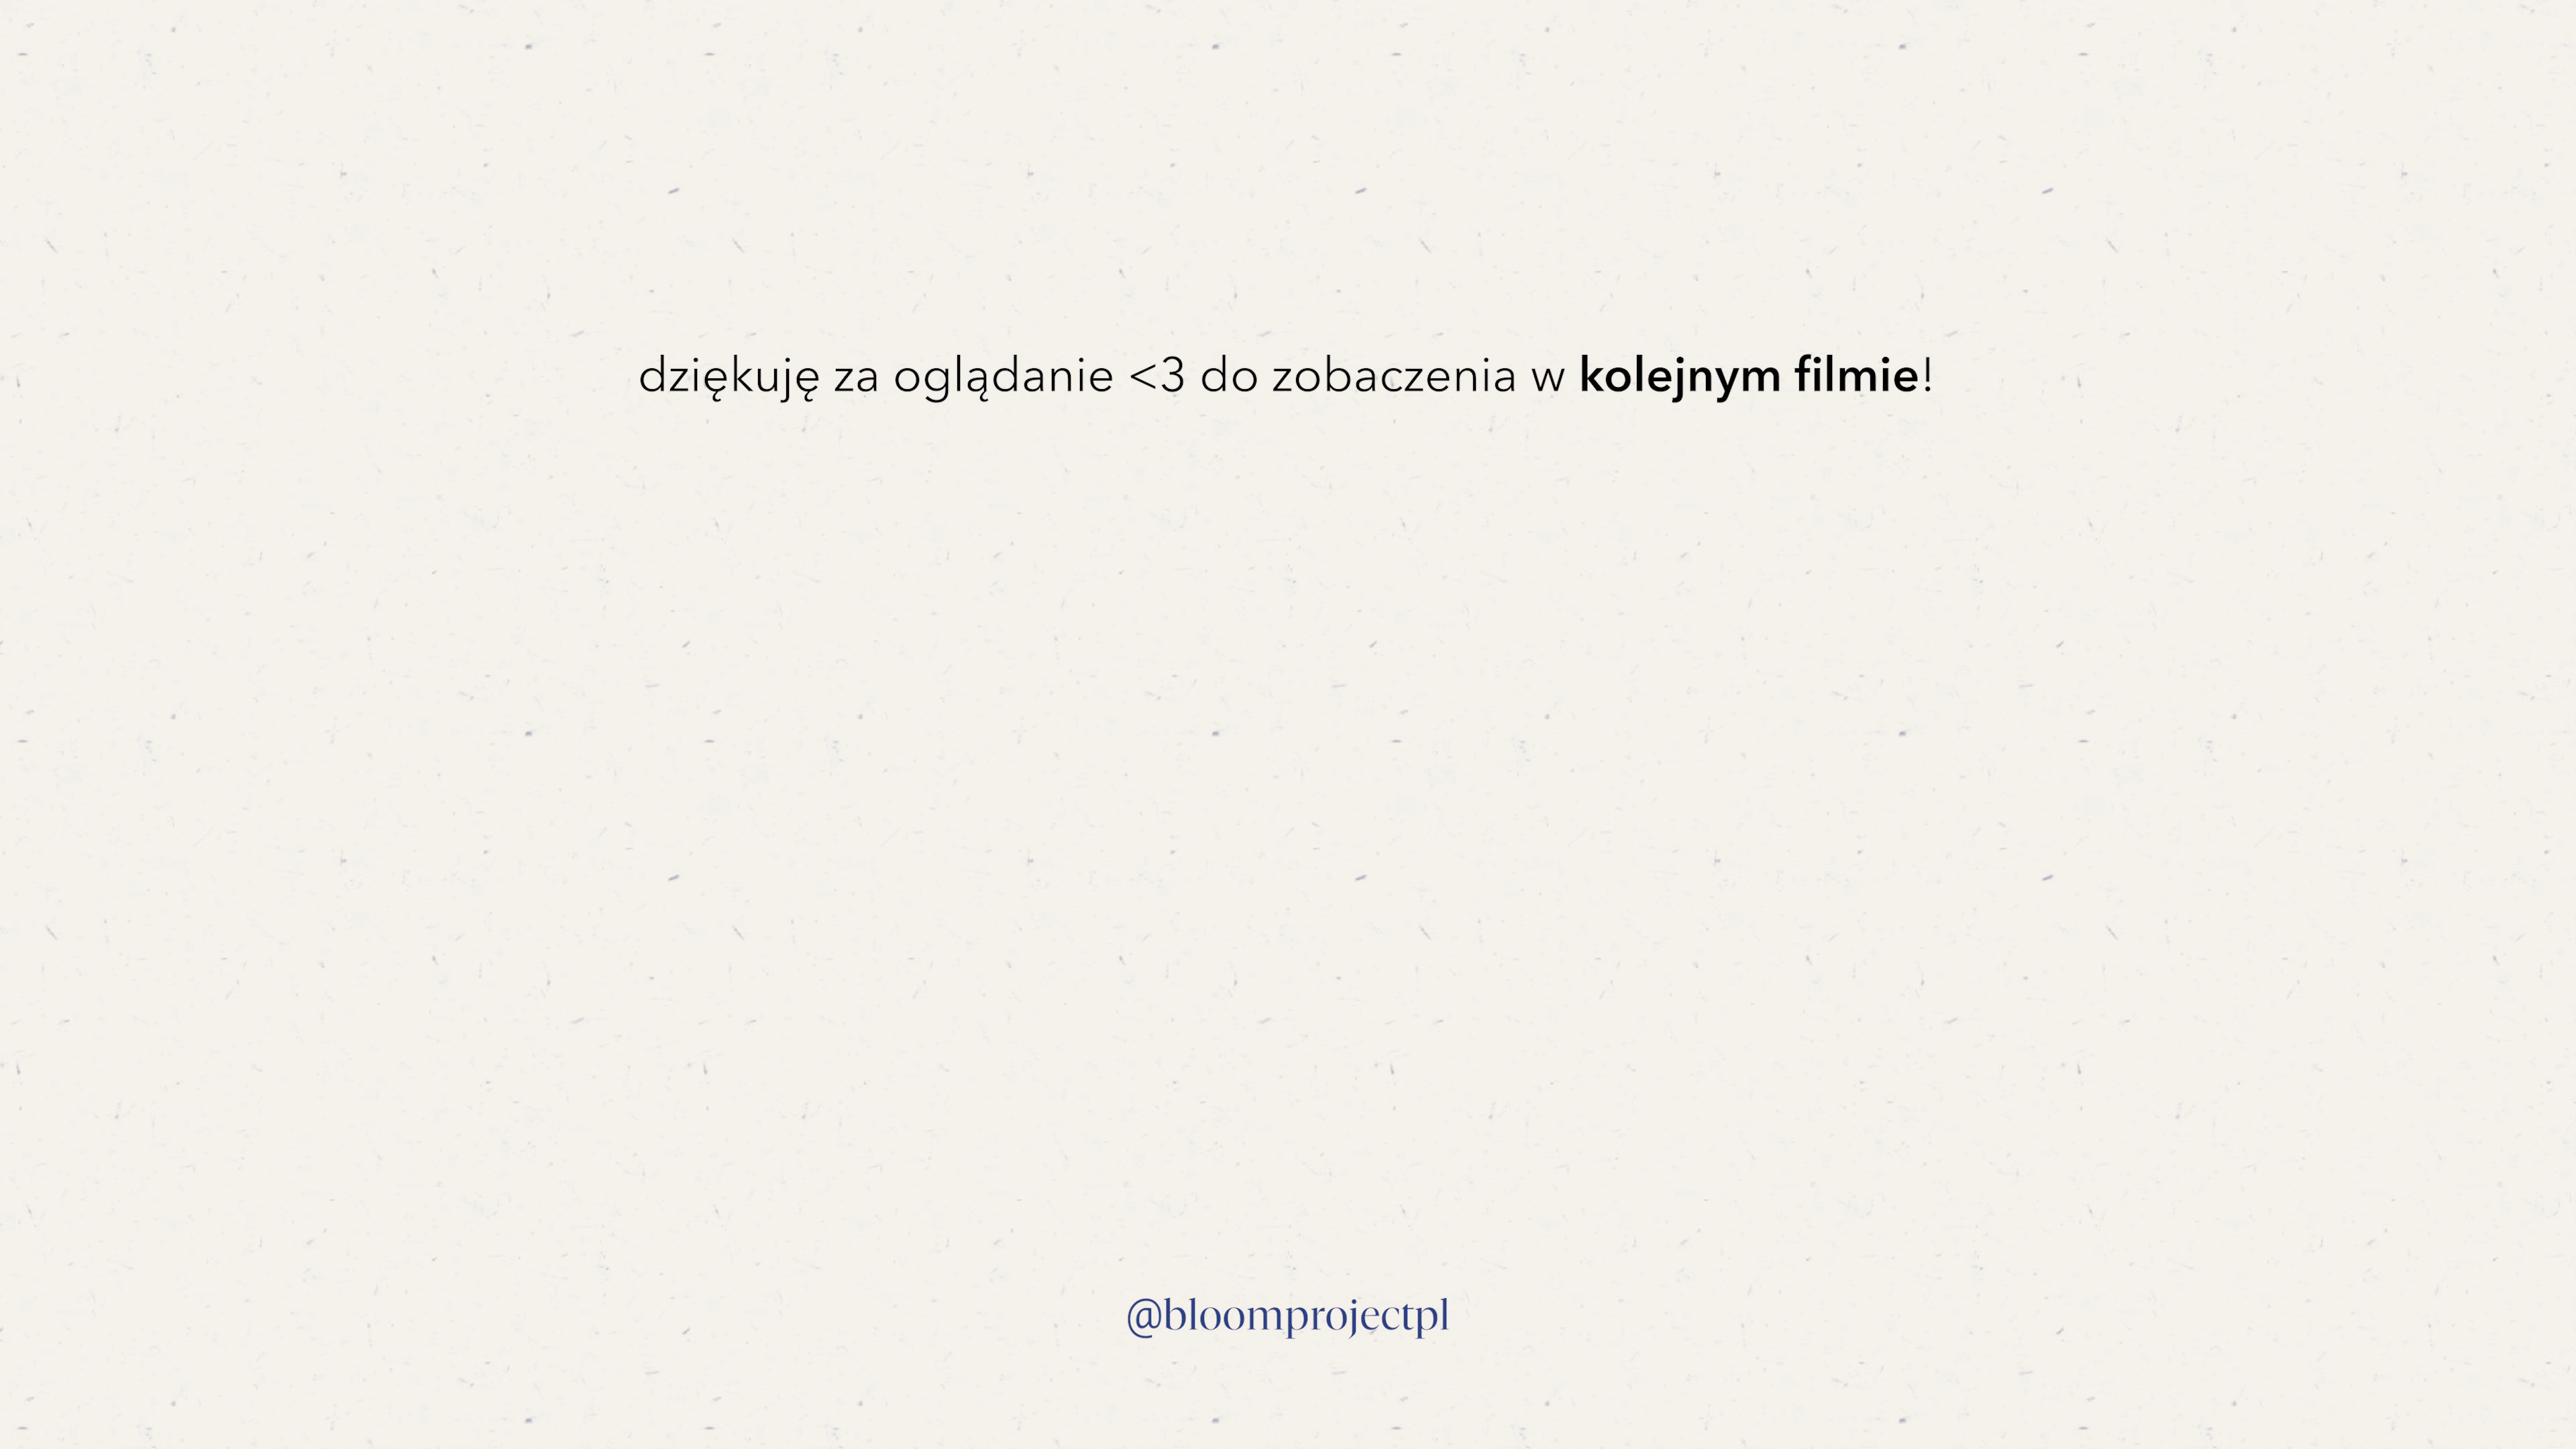 dziękuję za oglądanie <3 do zobaczenia w kolejnym filmie!
@bloomprojectpl